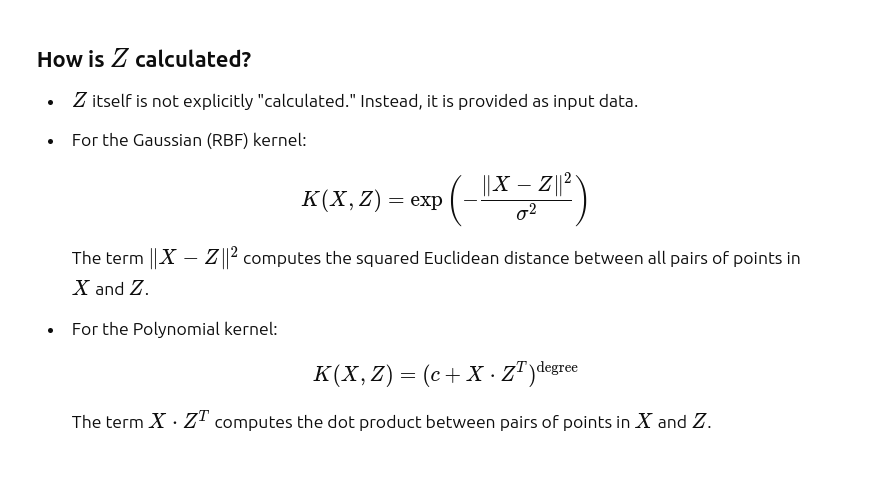 How is Z calculated?
• Z itself is not explicitly "calculated." Instead, it is provided as input data.
• For the Gaussian (RBF) kernel:
K(X, Z) = exp(−‖X − Z‖²/σ²)
The term ‖X − Z‖² computes the squared Euclidean distance between all pairs of points in
X and Z.
• For the Polynomial kernel:
K(X, Z) = (c + X · Zᵀ)^degree
The term X · Zᵀ computes the dot product between pairs of points in X and Z.